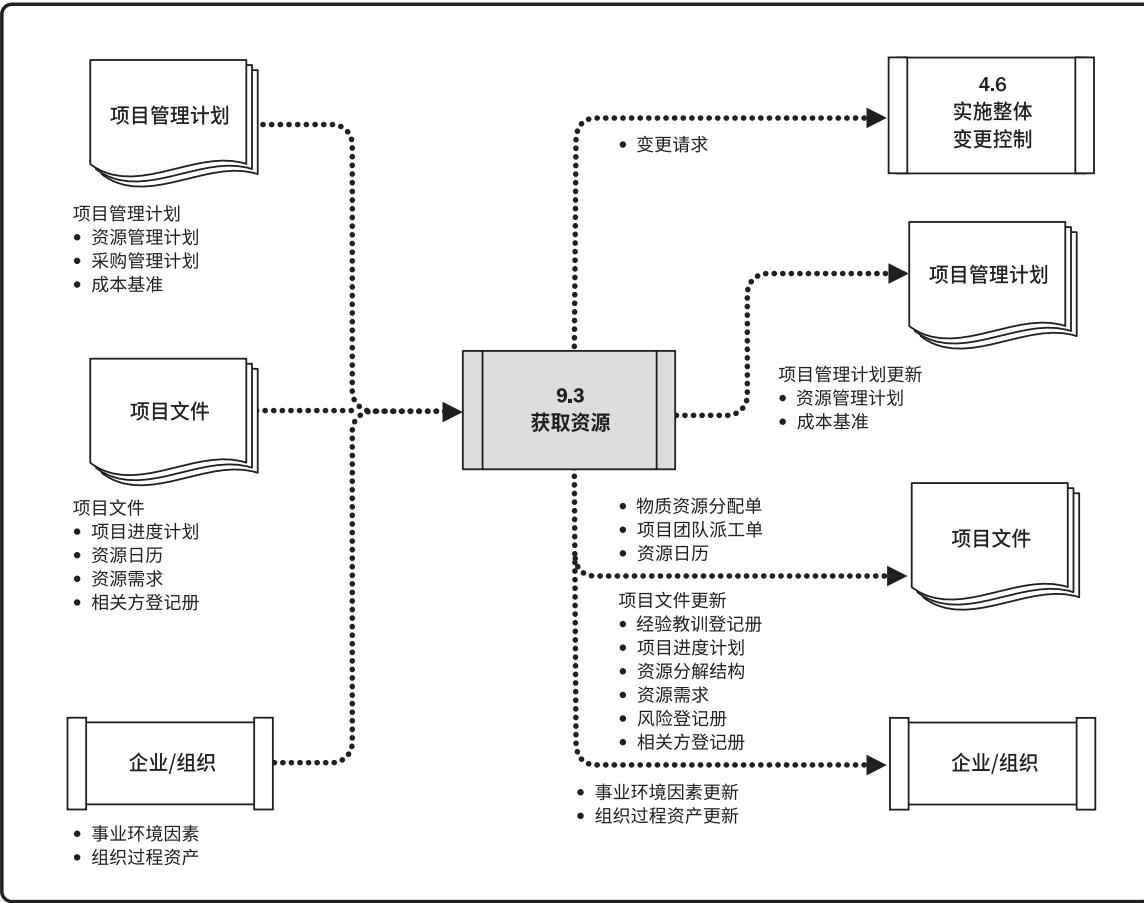 项目管理计划
项目管理计划
• 资源管理计划
• 采购管理计划
• 成本基准
项目文件
项目文件
• 项目进度计划
• 资源日历
• 资源需求
• 相关方登记册
企业/组织
• 事业环境因素
• 组织过程资产
9.3
获取资源
• 变更请求
4.6
实施整体
变更控制
项目管理计划
项目管理计划更新
• 资源管理计划
• 成本基准
• 物质资源分配单
• 项目团队派工单
• 资源日历
项目文件
项目文件更新
• 经验教训登记册
• 项目进度计划
• 资源分解结构
• 资源需求
• 风险登记册
• 相关方登记册
企业/组织
• 事业环境因素更新
• 组织过程资产更新